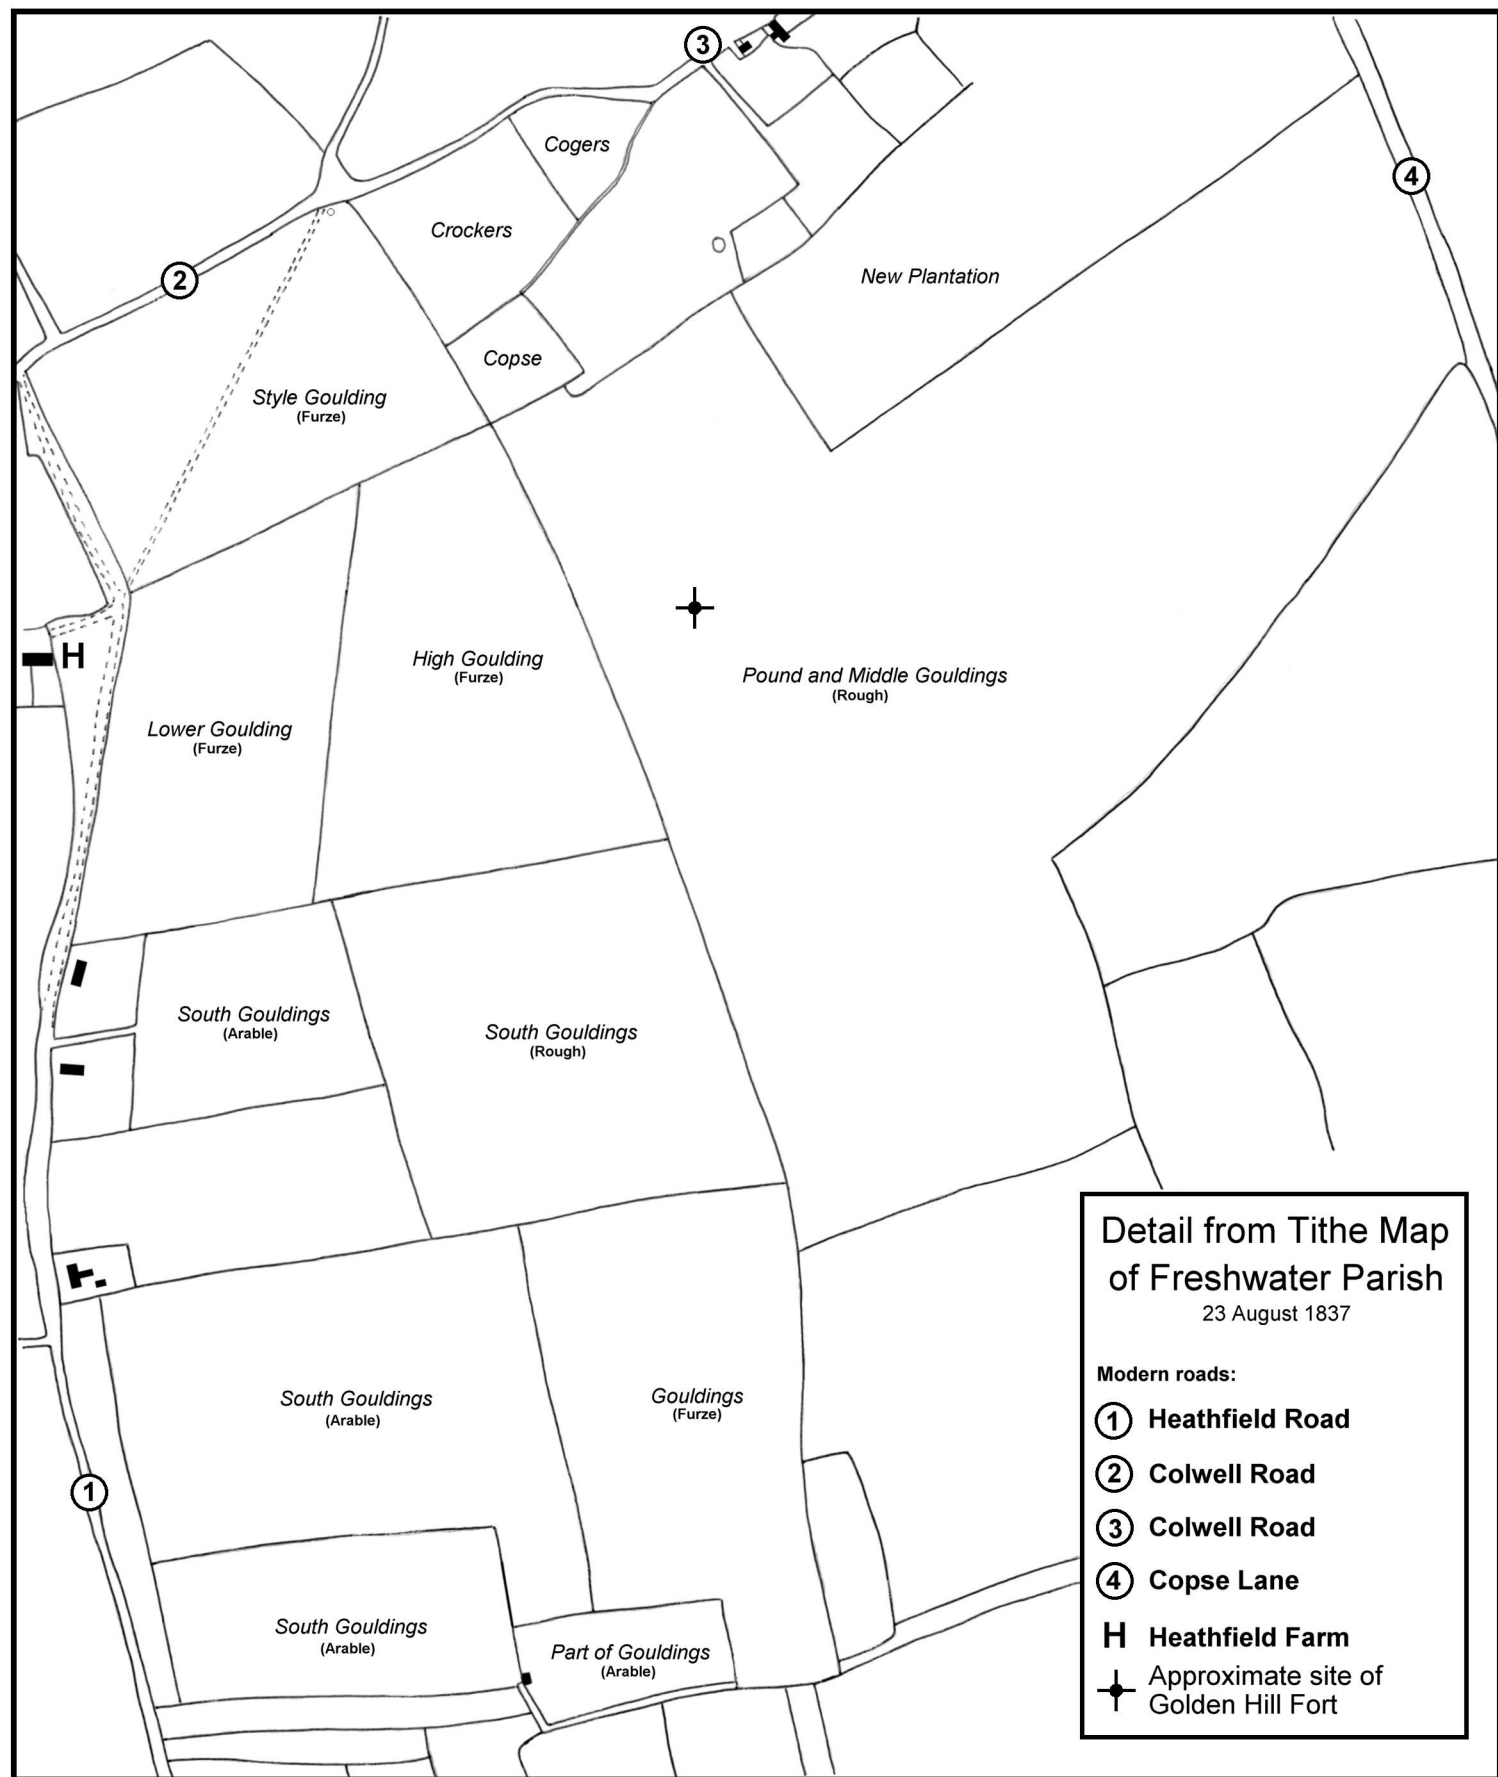 3
Cogers
4
Crockers
2
New Plantation
Copse
Style Goulding
(Furze)
H
High Goulding
(Furze)
Pound and Middle Gouldings
(Rough)
Lower Goulding
(Furze)
South Gouldings
(Arable)
South Gouldings
(Rough)
South Gouldings
(Arable)
Gouldings
(Furze)
1
South Gouldings
(Arable)
Part of Gouldings
(Arable)
Detail from Tithe Map
of Freshwater Parish
23 August 1837
Modern roads:
1 Heathfield Road
2 Colwell Road
3 Colwell Road
4 Copse Lane
H Heathfield Farm
Approximate site of
Golden Hill Fort